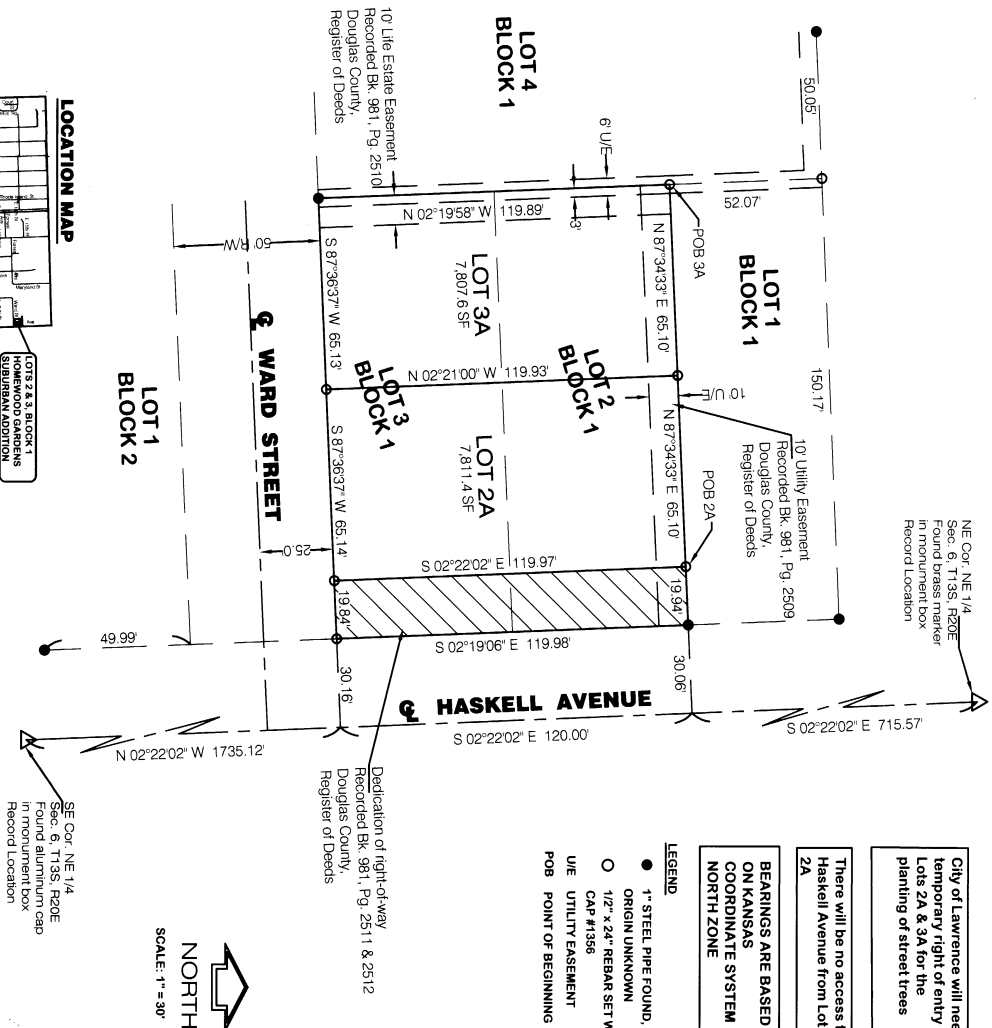 50.05'
LOT 4
BLOCK 1
10' Life Estate Easement
Recorded Bk. 981, Pg. 2510
Douglas County,
Register of Deeds
6' U/E
3'
52.07'
POB 3A
LOT 1
BLOCK 1
150.17'
N 02°19'58" W 119.89'
N 87°34'33" E 65.10'
LOT 3A
7,807.6 SF
S 87°36'37" W 65.13'
50' R/W
LOCATION MAP
Maryland St
LOTS 2 & 3, BLOCK 1
HOMEWOOD GARDENS
SUBURBAN ADDITION
LOT 1
BLOCK 2
℄ WARD STREET
LOT 3
BLOCK 1
N 02°21'00" W 119.93'
LOT 2
BLOCK 1
10' U/E
N 87°34'33" E 65.10'
10' Utility Easement
Recorded Bk. 981, Pg. 2509
Douglas County,
Register of Deeds
LOT 2A
7,811.4 SF
S 87°36'37" W 65.14'
25.0'
POB 2A
S 02°22'02" E 119.97'
19.84'
19.94'
S 02°19'06" E 119.98'
49.99'
30.16'
30.06'
℄ HASKELL AVENUE
NE Cor. NE 1/4
Sec. 6, T13S, R20E
Found brass marker
in monument box
Record Location
N 02°22'02" W 1735.12'
S 02°22'02" E 120.00'
S 02°22'02" E 715.57'
SE Cor. NE 1/4
Sec. 6, T13S, R20E
Found aluminum cap
in monument box
Record Location
Dedication of right-of-way
Recorded Bk. 981, Pg. 2511 & 2512
Douglas County,
Register of Deeds
City of Lawrence will
temporary right of entry
Lots 2A & 3A for the
planting of street trees
There will be no access
Haskell Avenue from Lot
2A
BEARINGS ARE BASED
ON KANSAS
COORDINATE SYSTEM
NORTH ZONE
LEGEND
1" STEEL PIPE FOUND,
ORIGIN UNKNOWN
1/2" x 24" REBAR SET
CAP #1356
U/E UTILITY EASEMENT
POB POINT OF BEGINNING
NORTH
SCALE: 1" = 30'